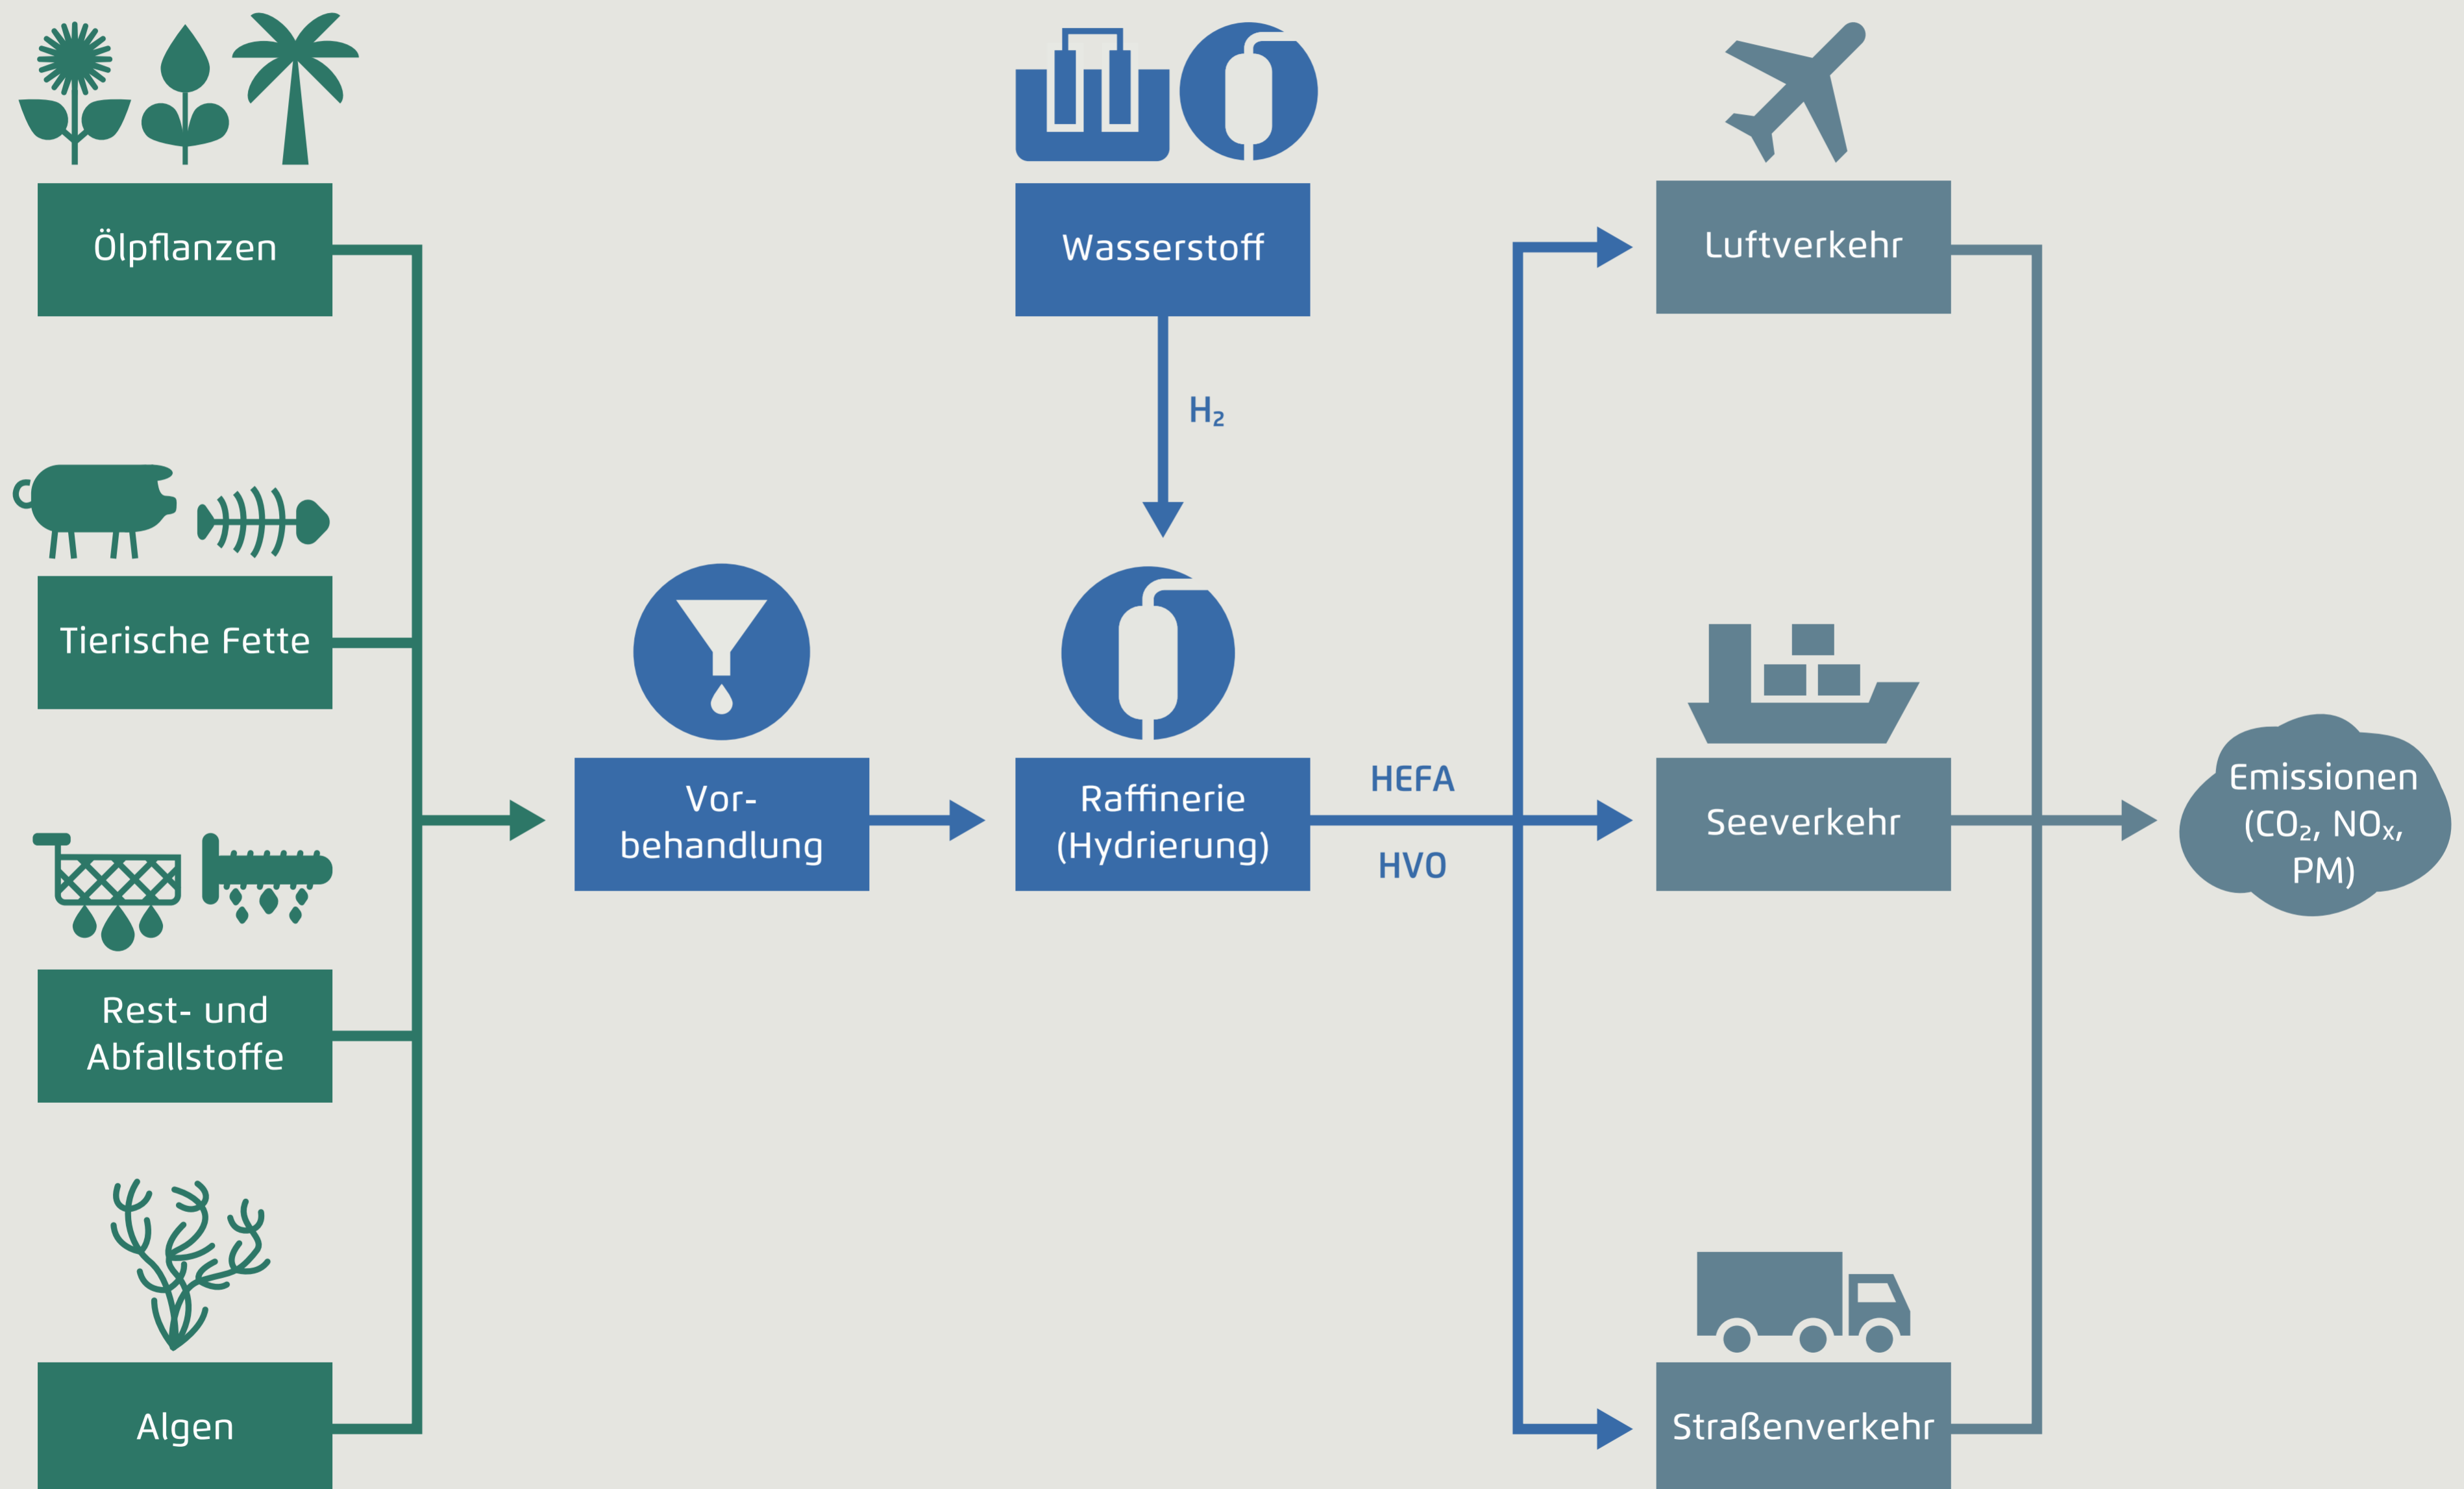 Ölpflanzen
Tierische Fette
Rest- und
Abfallstoffe
Algen
Vor-
behandlung
Wasserstoff
H₂
Raffinerie
(Hydrierung)
HEFA
HVO
Luftverkehr
Seeverkehr
Straßenverkehr
Emissionen
(CO₂, NOₓ,
PM)